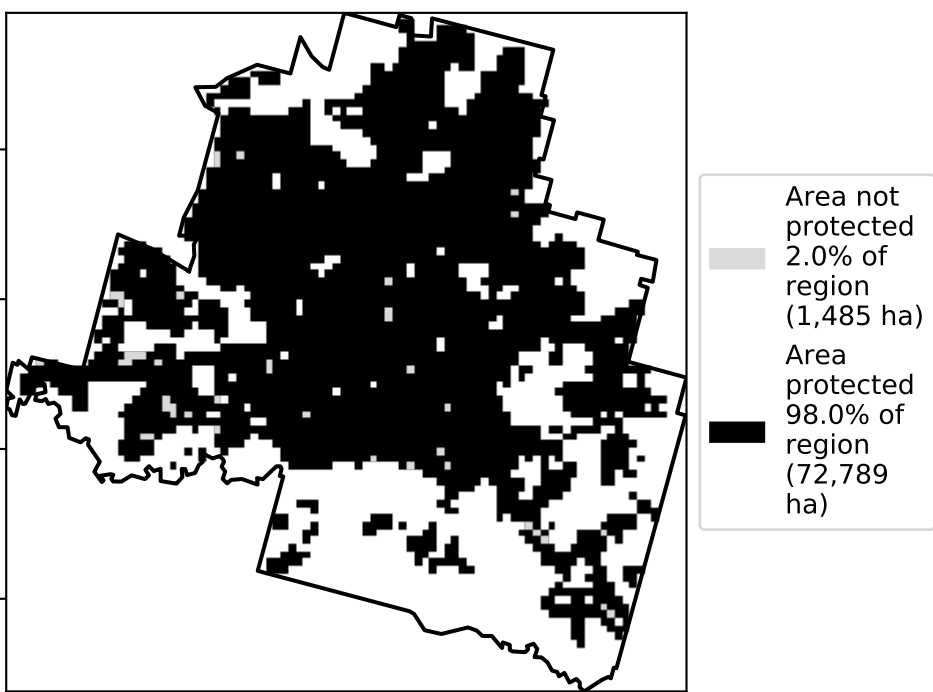 Area not
protected
2.0% of
region
(1,485 ha)
Area
protected
98.0% of
region
(72,789
ha)